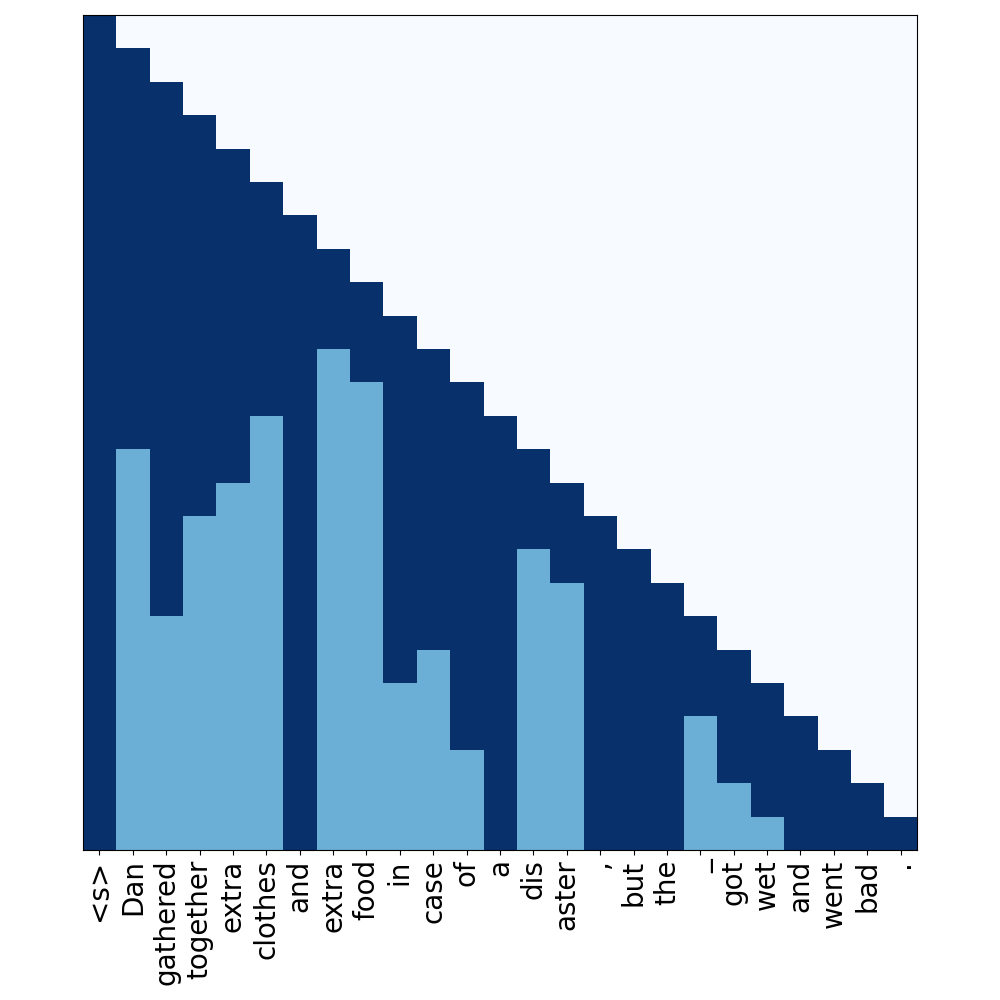 <s>
Dan
gathered
together
extra
clothes
and
extra
food
in
case
of
a
dis
aster
,
but
the
_
got
wet
and
went
bad
.